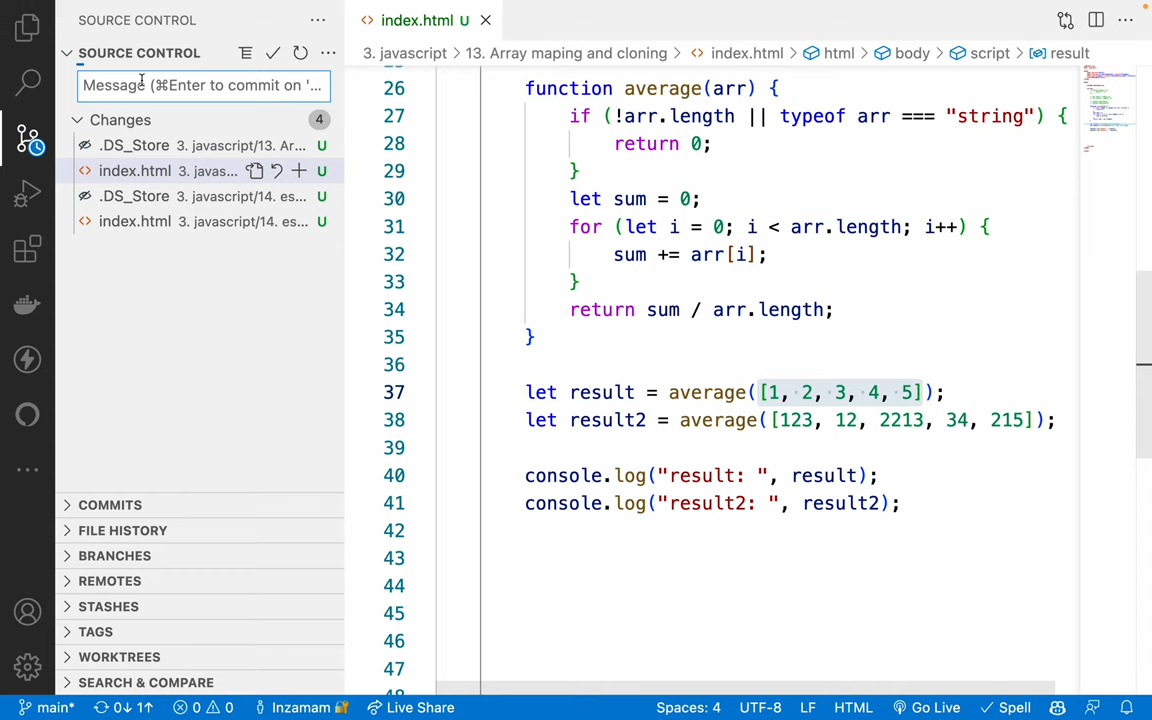 SOURCE CONTROL
SOURCE CONTROL
Message (⌘Enter to commit on '...
Changes 4
.DS_Store 3. javascript/13. Ar... U
index.html 3. javas... U
.DS_Store 3. javascript/14. es... U
index.html 3. javascript/14. es... U
COMMITS
FILE HISTORY
BRANCHES
REMOTES
STASHES
TAGS
WORKTREES
SEARCH & COMPARE
index.html U
3. javascript > 13. Array maping and cloning > index.html > html > body > script > result
26 function average(arr) {
27 if (!arr.length || typeof arr === "string") {
28 return 0;
29 }
30 let sum = 0;
31 for (let i = 0; i < arr.length; i++) {
32 sum += arr[i];
33 }
34 return sum / arr.length;
35 }
36
37 let result = average([1, 2, 3, 4, 5]);
38 let result2 = average([123, 12, 2213, 34, 215]);
39
40 console.log("result: ", result);
41 console.log("result2: ", result2);
42
43
44
45
46
47
main* 0↓ 1↑ 0 0 Inzamam Live Share Spaces: 4 UTF-8 LF HTML Go Live Spell